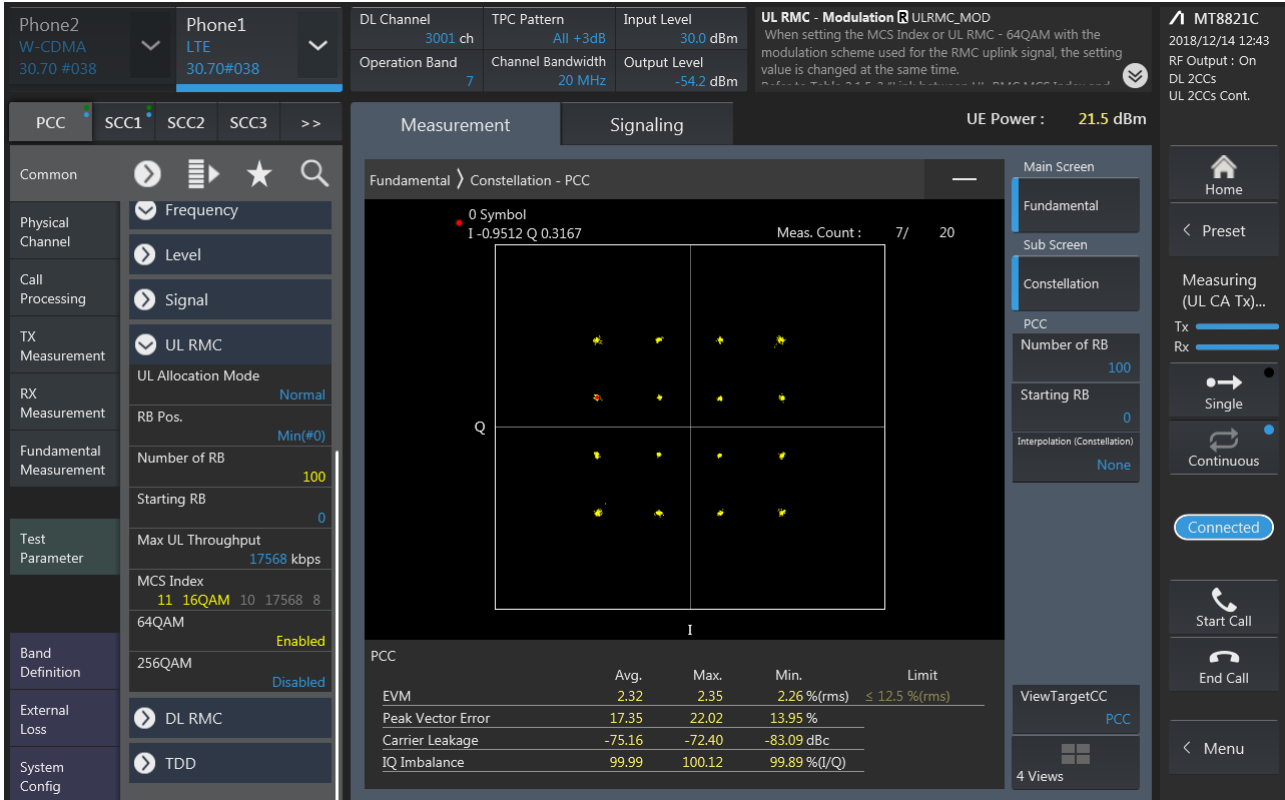 Phone2
W-CDMA
30.70 #038
Phone1
LTE
30.70#038
DL Channel
3001 ch
TPC Pattern
All +3dB
Input Level
30.0 dBm
Operation Band
7
Channel Bandwidth
20 MHz
Output Level
-54.2 dBm
UL RMC - Modulation R ULRMC_MOD
When setting the MCS Index or UL RMC - 64QAM with the
modulation scheme used for the RMC uplink signal, the setting
value is changed at the same time.
MT8821C
2018/12/14 12:43
RF Output : On
DL 2CCs
UL 2CCs Cont.
PCC
SCC1
SCC2
SCC3
>>
Measurement
Signaling
UE Power : 21.5 dBm
Common
Physical
Channel
Call
Processing
TX
Measurement
RX
Measurement
Fundamental
Measurement
Test
Parameter
Band
Definition
External
Loss
System
Config
Frequency
Level
Signal
UL RMC
UL Allocation Mode
Normal
RB Pos.
Min(#0)
Number of RB
100
Starting RB
0
Max UL Throughput
17568 kbps
MCS Index
11 16QAM 10 17568 8
64QAM
Enabled
256QAM
Disabled
DL RMC
TDD
Fundamental 〉 Constellation - PCC
0 Symbol
I -0.9512 Q 0.3167
Meas. Count : 7/ 20
Q
I
PCC
Avg. Max. Min. Limit
EVM 2.32 2.35 2.26 %(rms) ≤ 12.5 %(rms)
Peak Vector Error 17.35 22.02 13.95 %
Carrier Leakage -75.16 -72.40 -83.09 dBc
IQ Imbalance 99.99 100.12 99.89 %(I/Q)
Main Screen
Fundamental
Sub Screen
Constellation
PCC
Number of RB
100
Starting RB
0
Interpolation (Constellation)
None
ViewTargetCC
PCC
4 Views
Home
< Preset
Measuring
(UL CA Tx)...
Tx
Rx
Single
Continuous
Connected
Start Call
End Call
< Menu